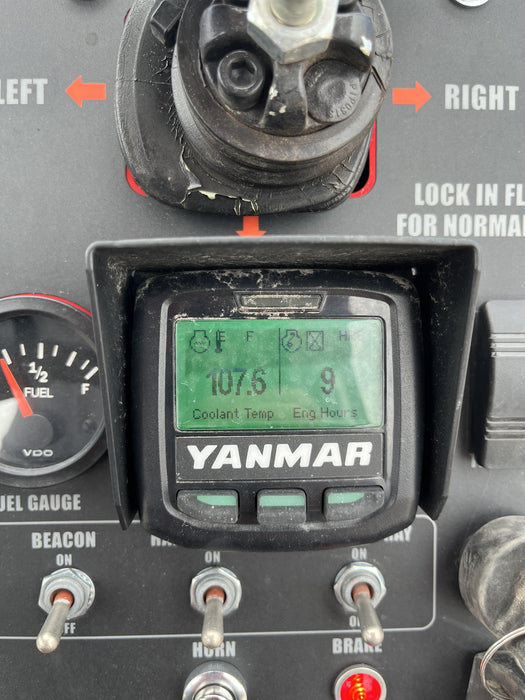 LEFT
RIGHT
LOCK IN FL
FOR NORMA
F
HRS
107.6
9
Coolant Temp
Eng Hours
YANMAR
1/2
F
FUEL
VDO
UEL GAUGE
BEACON
ON
ON
ON
HORN
BRAKE